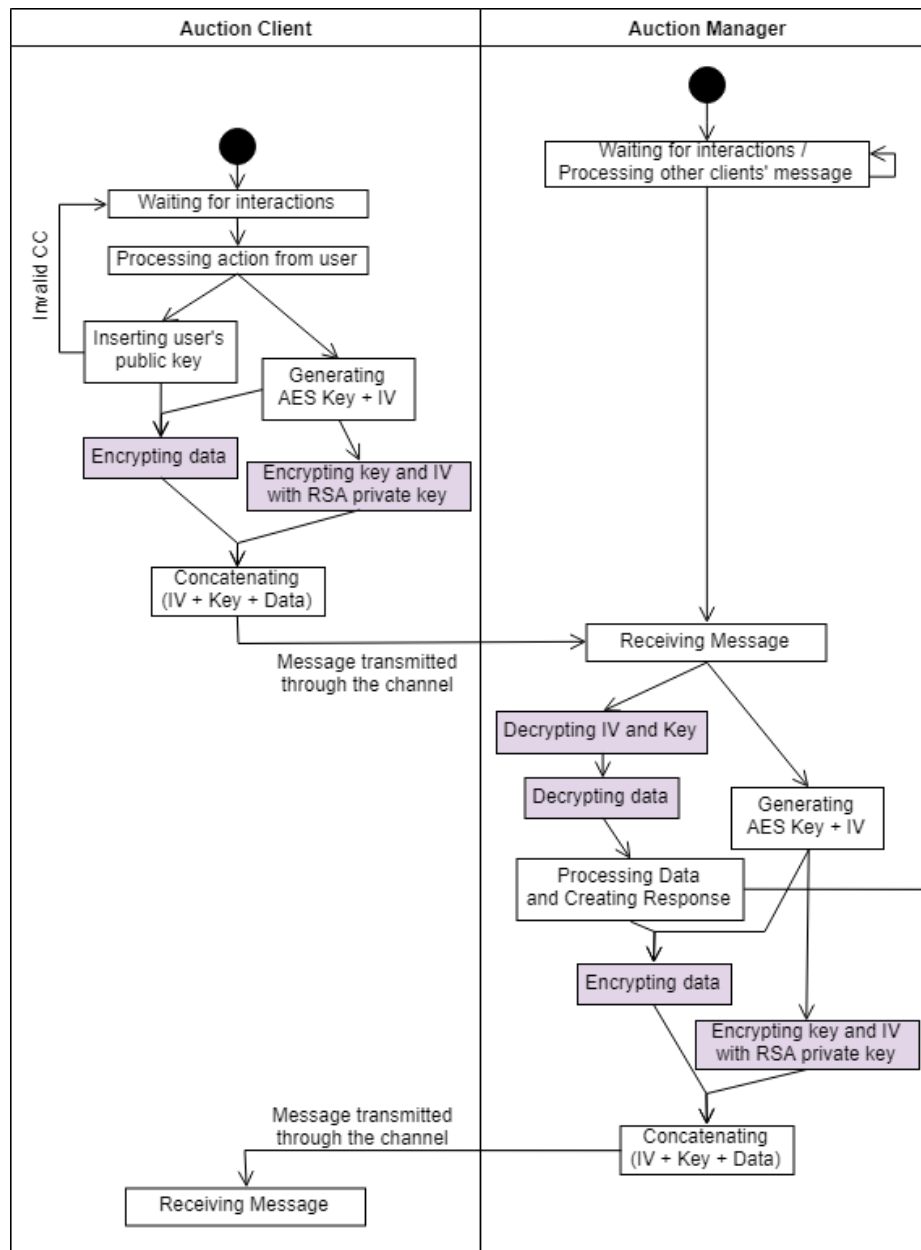 Auction Client
Auction Manager
Waiting for interactions /
Processing other clients' message
Waiting for interactions
Processing action from user
Invalid CC
Inserting user's
public key
Generating
AES Key + IV
Encrypting data
Encrypting key and IV
with RSA private key
Concatenating
(IV + Key + Data)
Message transmitted
through the channel
Receiving Message
Decrypting IV and Key
Decrypting data
Generating
AES Key + IV
Processing Data
and Creating Response
Encrypting data
Encrypting key and IV
with RSA private key
Message transmitted
through the channel
Concatenating
(IV + Key + Data)
Receiving Message